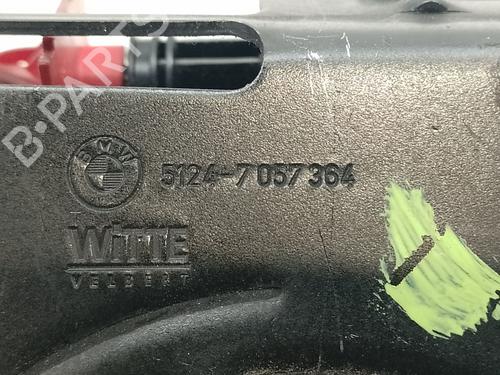 B-PARTS
BMW
5124-7 057 364
WiTTE
VELBERT